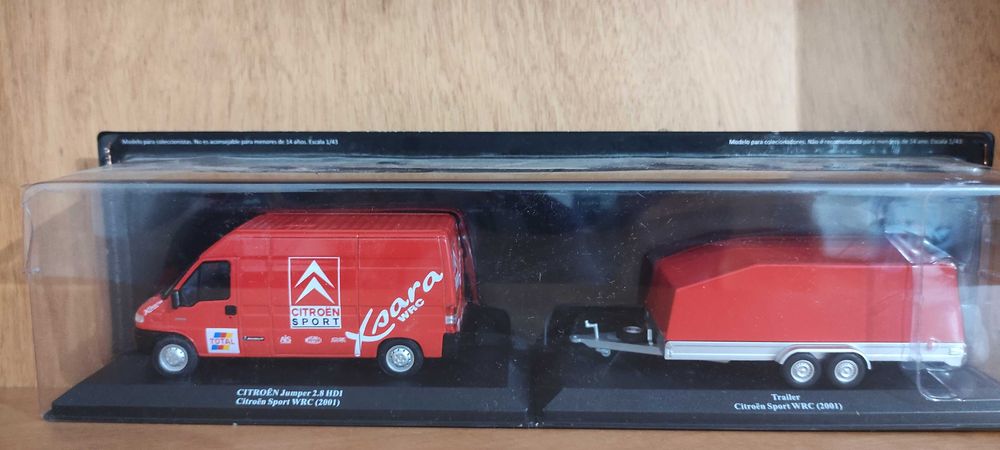 Modelo para coleccionistas. No es aconsejable para menores de 14 años. Escala 1/43
Modelo para colecionadores. Não é recomendado para menores de 14 anos. Escala 1/43
CITROËN
SPORT
Xsara
WRC
TOTAL
CITROËN Jumper 2.8 HDI
Citroën Sport WRC (2001)
Trailer
Citroën Sport WRC (2001)